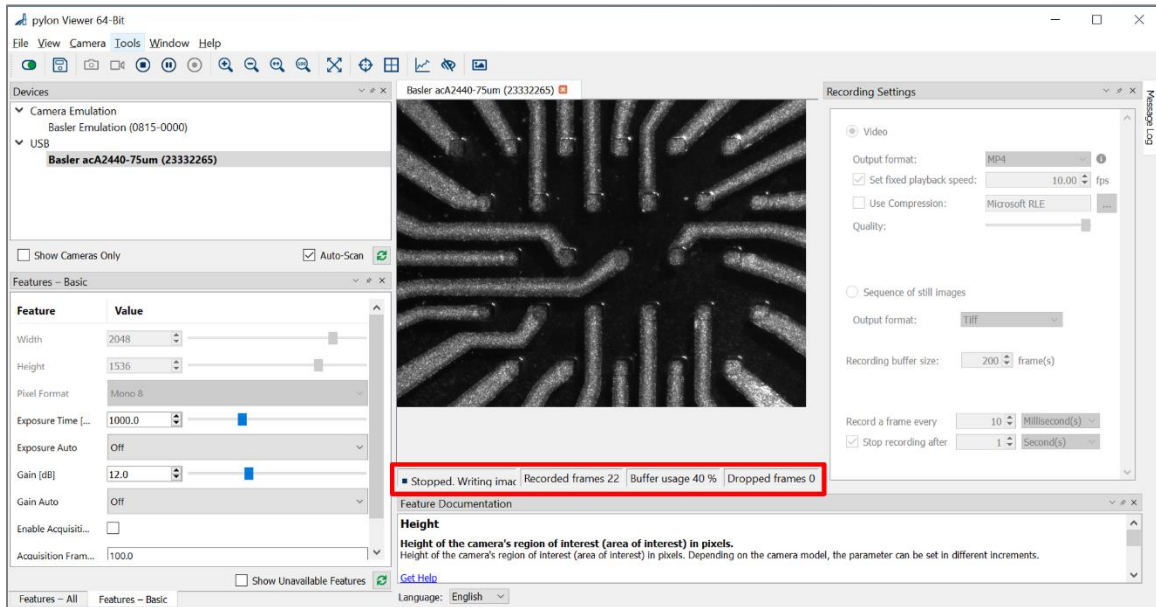 pylon Viewer 64-Bit
File View Camera Tools Window Help
Devices
Camera Emulation
Basler Emulation (0815-0000)
USB
Basler acA2440-75um (23332265)
Show Cameras Only
Auto-Scan
Features – Basic
Feature Value
Width 2048
Height 1536
Pixel Format Mono 8
Exposure Time [... 1000.0
Exposure Auto Off
Gain [dB] 12.0
Gain Auto Off
Enable Acquisiti...
Acquisition Fram... 100.0
Show Unavailable Features
Features – All Features – Basic
Basler acA2440-75um (23332265)
Stopped. Writing imac Recorded frames 22 Buffer usage 40 % Dropped frames 0
Feature Documentation
Height
Height of the camera's region of interest (area of interest) in pixels.
Height of the camera's region of interest (area of interest) in pixels. Depending on the camera model, the parameter can be set in different increments.
Get Help
Language: English
Recording Settings
Video
Output format: MP4
Set fixed playback speed: 10.00 fps
Use Compression: Microsoft RLE ...
Quality:
Sequence of still images
Output format: Tiff
Recording buffer size: 200 frame(s)
Record a frame every 10 Millisecond(s)
Stop recording after 1 Second(s)
Message Log